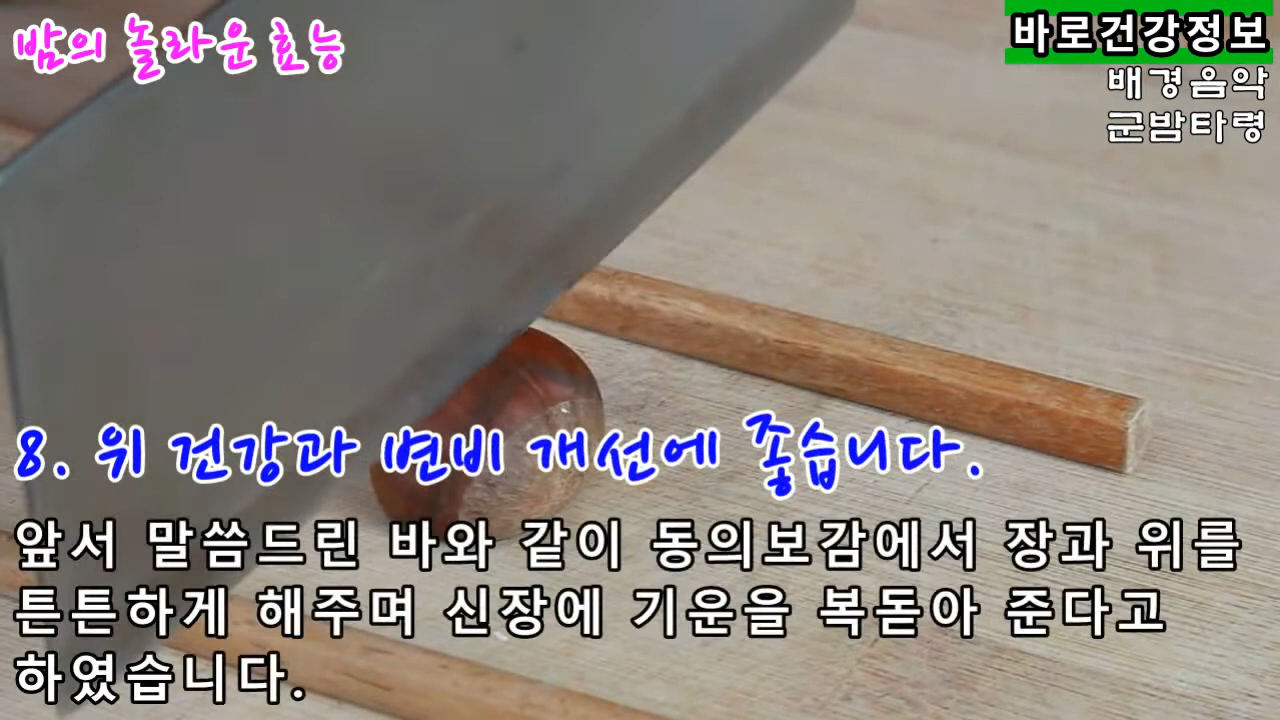 밤의 놀라운 효능
바로건강정보
배경음악
군밤타령
8. 위 건강과 변비 개선에 좋습니다.
앞서 말씀드린 바와 같이 동의보감에서 장과 위를
튼튼하게 해주며 신장에 기운을 복돋아 준다고
하였습니다.